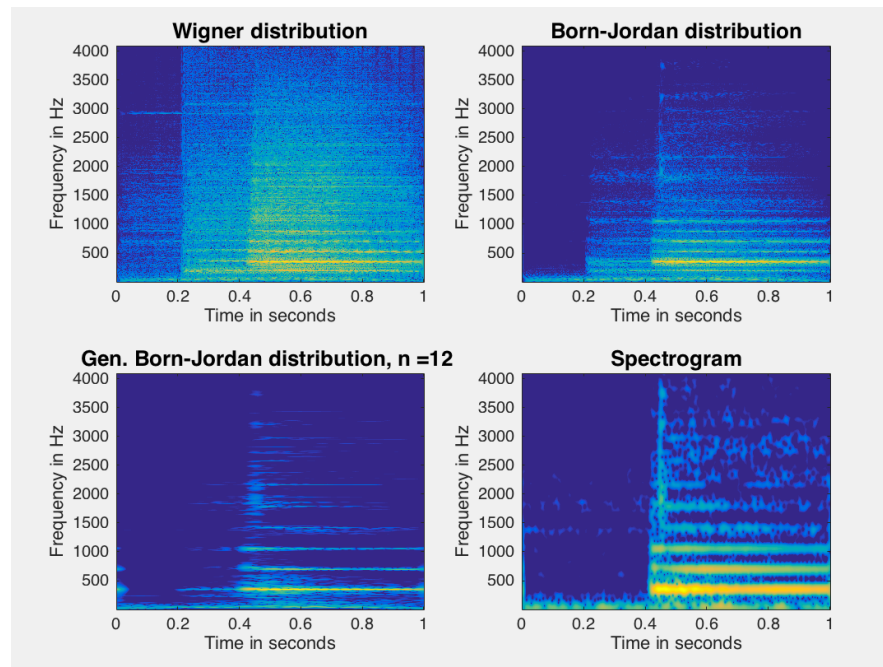 Wigner distribution
Frequency in Hz
4000
3500
3000
2500
2000
1500
1000
500
0 0.2 0.4 0.6 0.8 1
Time in seconds
Born-Jordan distribution
Frequency in Hz
4000
3500
3000
2500
2000
1500
1000
500
0 0.2 0.4 0.6 0.8 1
Time in seconds
Gen. Born-Jordan distribution, n =12
Frequency in Hz
4000
3500
3000
2500
2000
1500
1000
500
0 0.2 0.4 0.6 0.8 1
Time in seconds
Spectrogram
Frequency in Hz
4000
3500
3000
2500
2000
1500
1000
500
0 0.2 0.4 0.6 0.8 1
Time in seconds